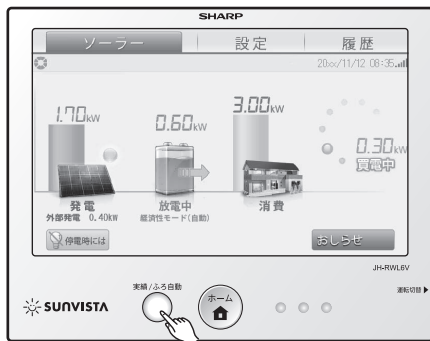 SHARP
ソーラー 設定 履歴
20xx/11/12 08:35
1.70kW
0.60kW
3.00kW
0.30kW
買電中
発電
外部発電 0.40kW
放電中
経済性モード(自動)
消費
停電時には
おしらせ
JH-RWL6V
SUNVISTA
実績/ふろ自動
ホーム
運転切替▶